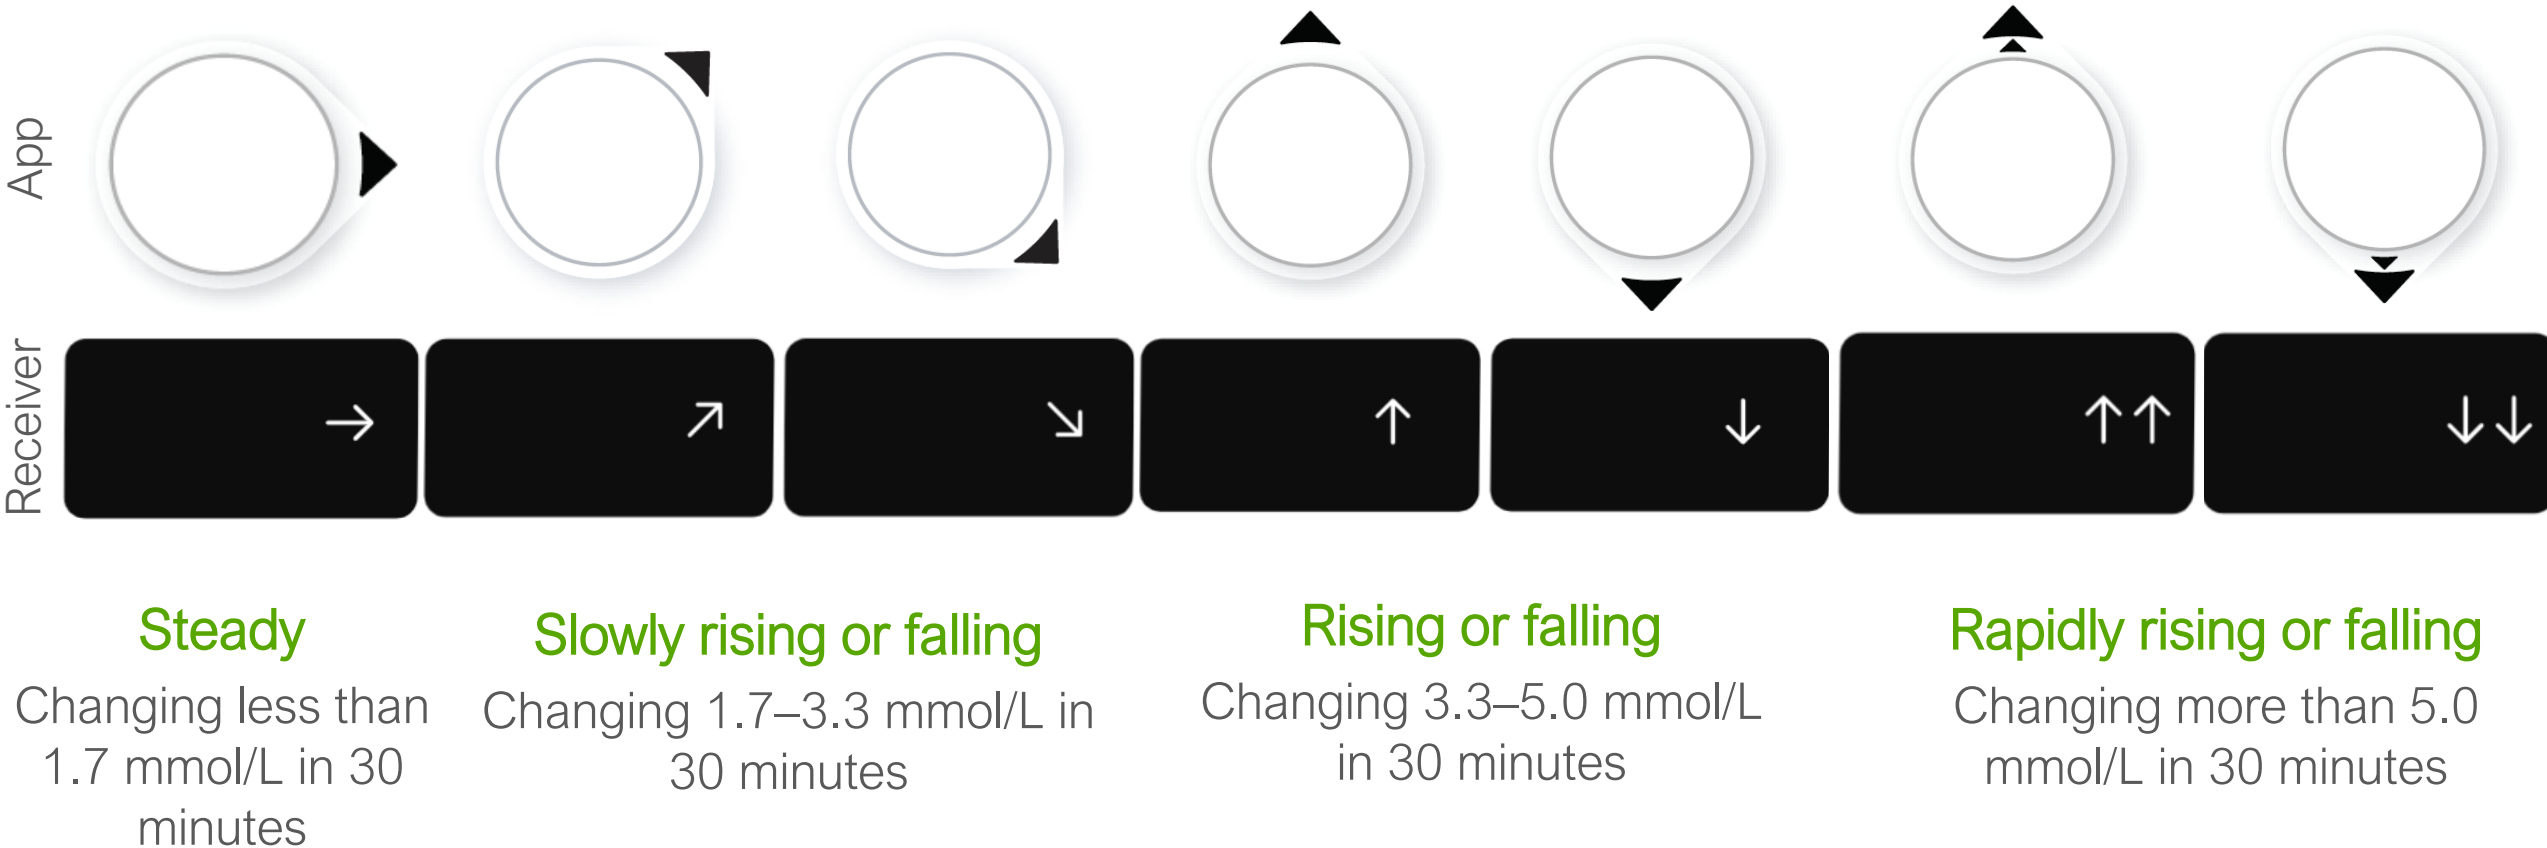 App
Receiver
Steady
Changing less than
1.7 mmol/L in 30
minutes
Slowly rising or falling
Changing 1.7–3.3 mmol/L in
30 minutes
Rising or falling
Changing 3.3–5.0 mmol/L
in 30 minutes
Rapidly rising or falling
Changing more than 5.0
mmol/L in 30 minutes